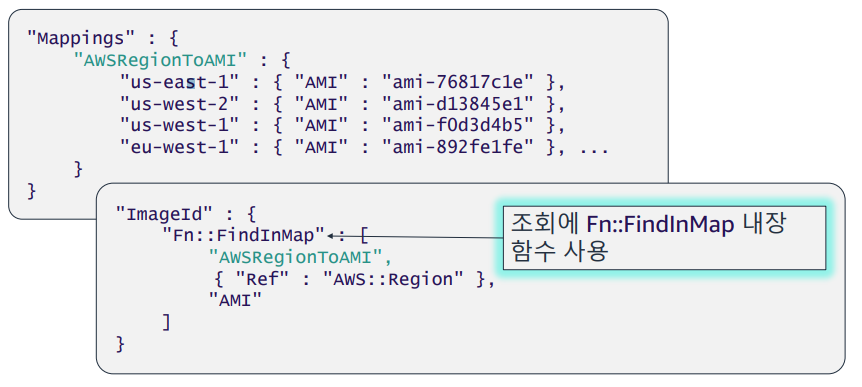 "Mappings" : {
"AWSRegionToAMI" : {
"us-east-1" : { "AMI" : "ami-76817c1e" },
"us-west-2" : { "AMI" : "ami-d13845e1" },
"us-west-1" : { "AMI" : "ami-f0d3d4b5" },
"eu-west-1" : { "AMI" : "ami-892fe1fe" }, ...
}
}
"ImageId" : {
"Fn::FindInMap" : [
"AWSRegionToAMI",
{ "Ref" : "AWS::Region" },
"AMI"
]
}
조회에 Fn::FindInMap 내장
함수 사용